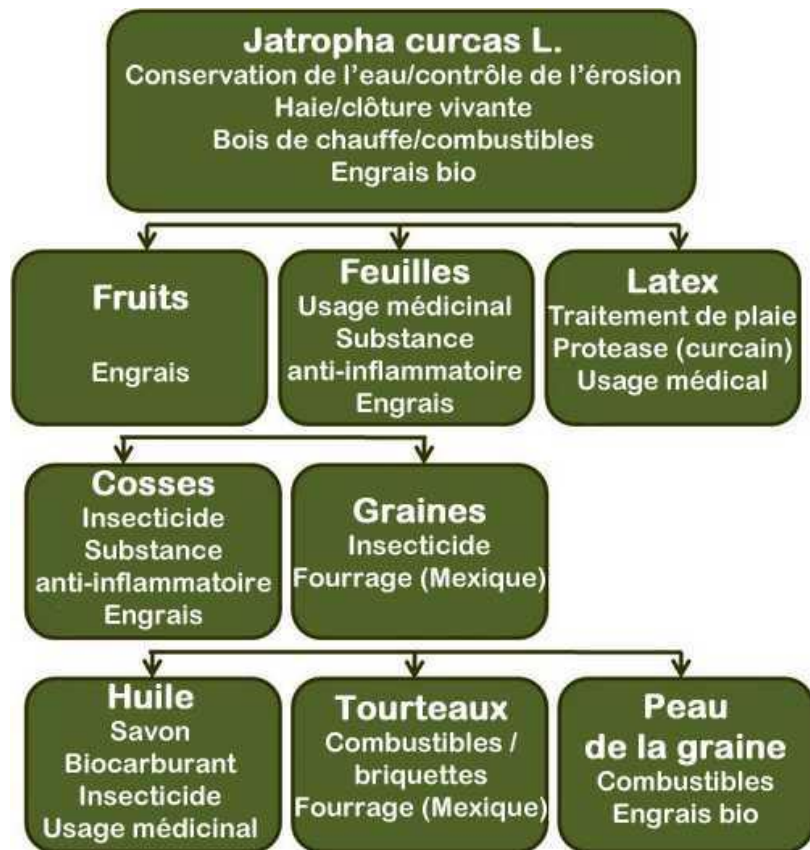 Jatropha curcas L.
Conservation de l'eau/contrôle de l'érosion
Haie/clôture vivante
Bois de chauffe/combustibles
Engrais bio
Fruits
Engrais
Feuilles
Usage médicinal
Substance
anti-inflammatoire
Engrais
Latex
Traitement de plaie
Protease (curcain)
Usage médical
Cosses
Insecticide
Substance
anti-inflammatoire
Engrais
Graines
Insecticide
Fourrage (Mexique)
Huile
Savon
Biocarburant
Insecticide
Usage médicinal
Tourteaux
Combustibles /
briquettes
Fourrage (Mexique)
Peau
de la graine
Combustibles
Engrais bio